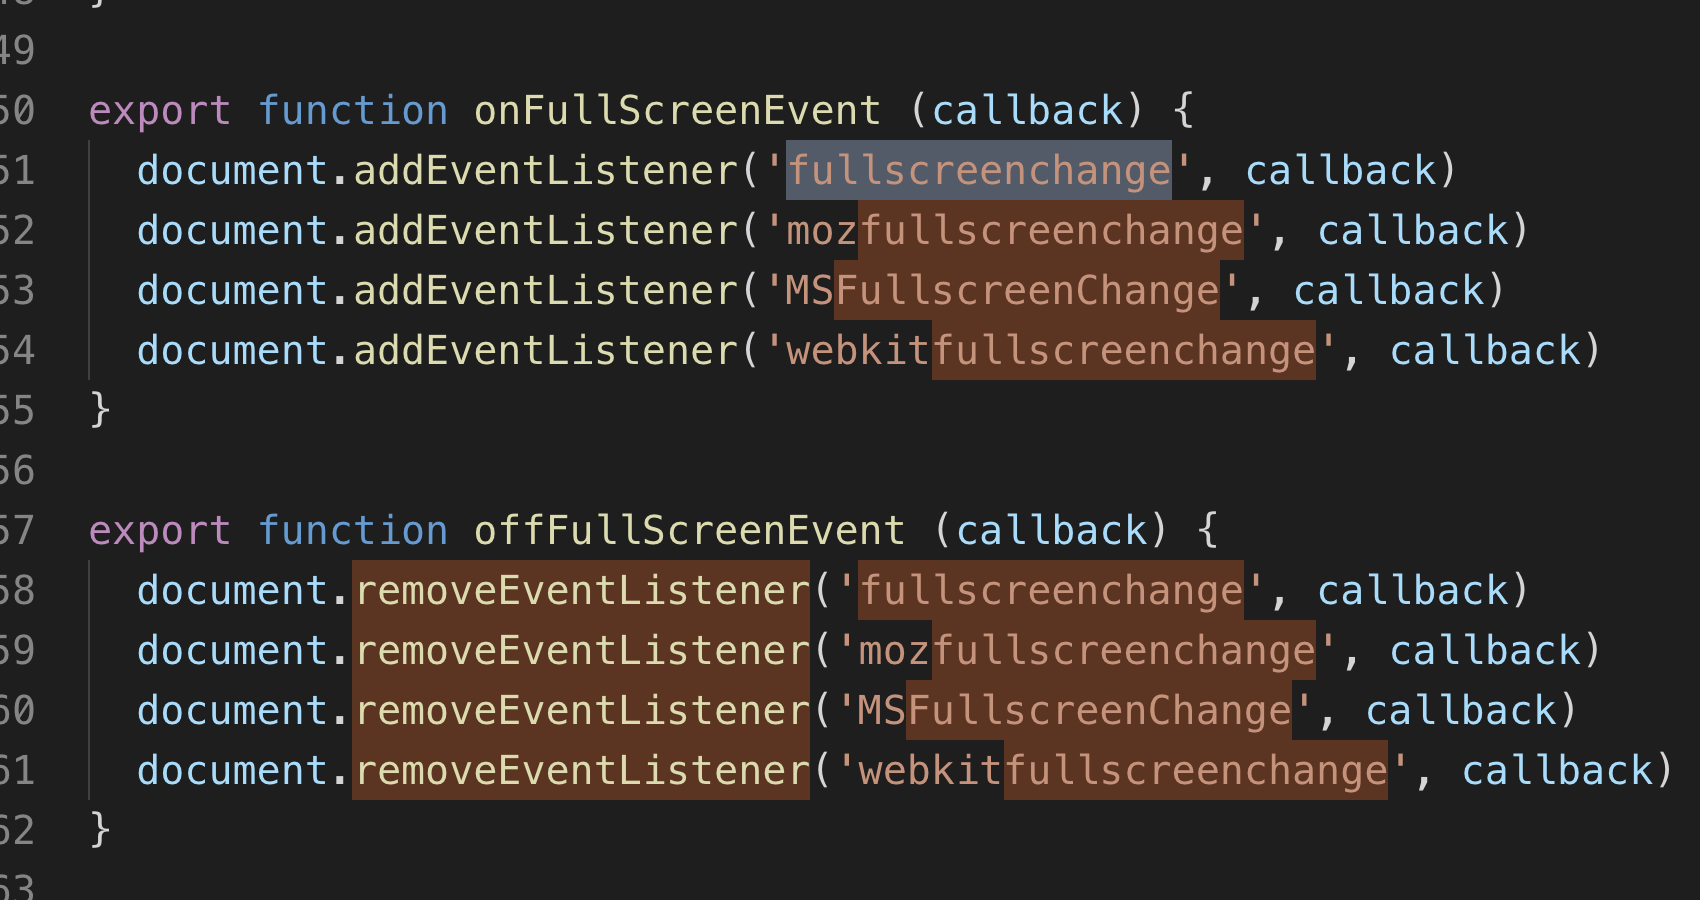 49
50 export function onFullScreenEvent (callback) {
51 document.addEventListener('fullscreenchange', callback)
52 document.addEventListener('mozfullscreenchange', callback)
53 document.addEventListener('MSFullscreenChange', callback)
54 document.addEventListener('webkitfullscreenchange', callback)
55 }
56
57 export function offFullScreenEvent (callback) {
58 document.removeEventListener('fullscreenchange', callback)
59 document.removeEventListener('mozfullscreenchange', callback)
60 document.removeEventListener('MSFullscreenChange', callback)
61 document.removeEventListener('webkitfullscreenchange', callback)
62 }
63